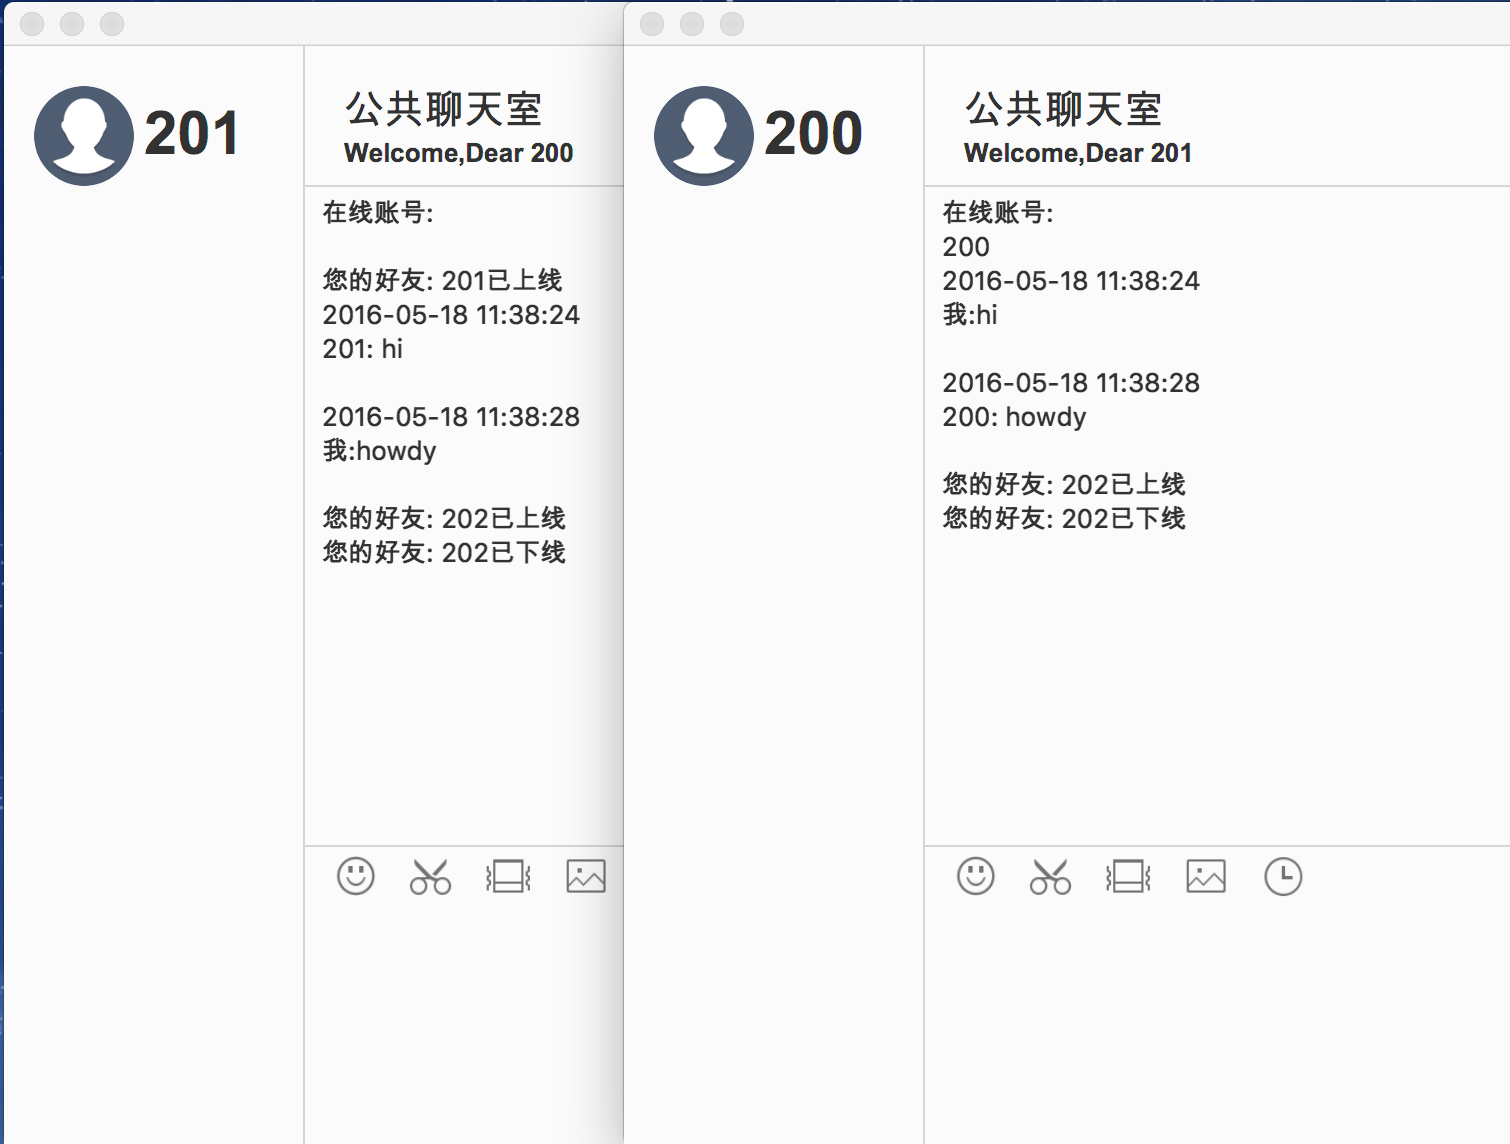 201
公共聊天室
Welcome,Dear 200
在线账号:
您的好友: 201已上线
2016-05-18 11:38:24
201: hi
2016-05-18 11:38:28
我:howdy
您的好友: 202已上线
您的好友: 202已下线
200
公共聊天室
Welcome,Dear 201
在线账号:
200
2016-05-18 11:38:24
我:hi
2016-05-18 11:38:28
200: howdy
您的好友: 202已上线
您的好友: 202已下线